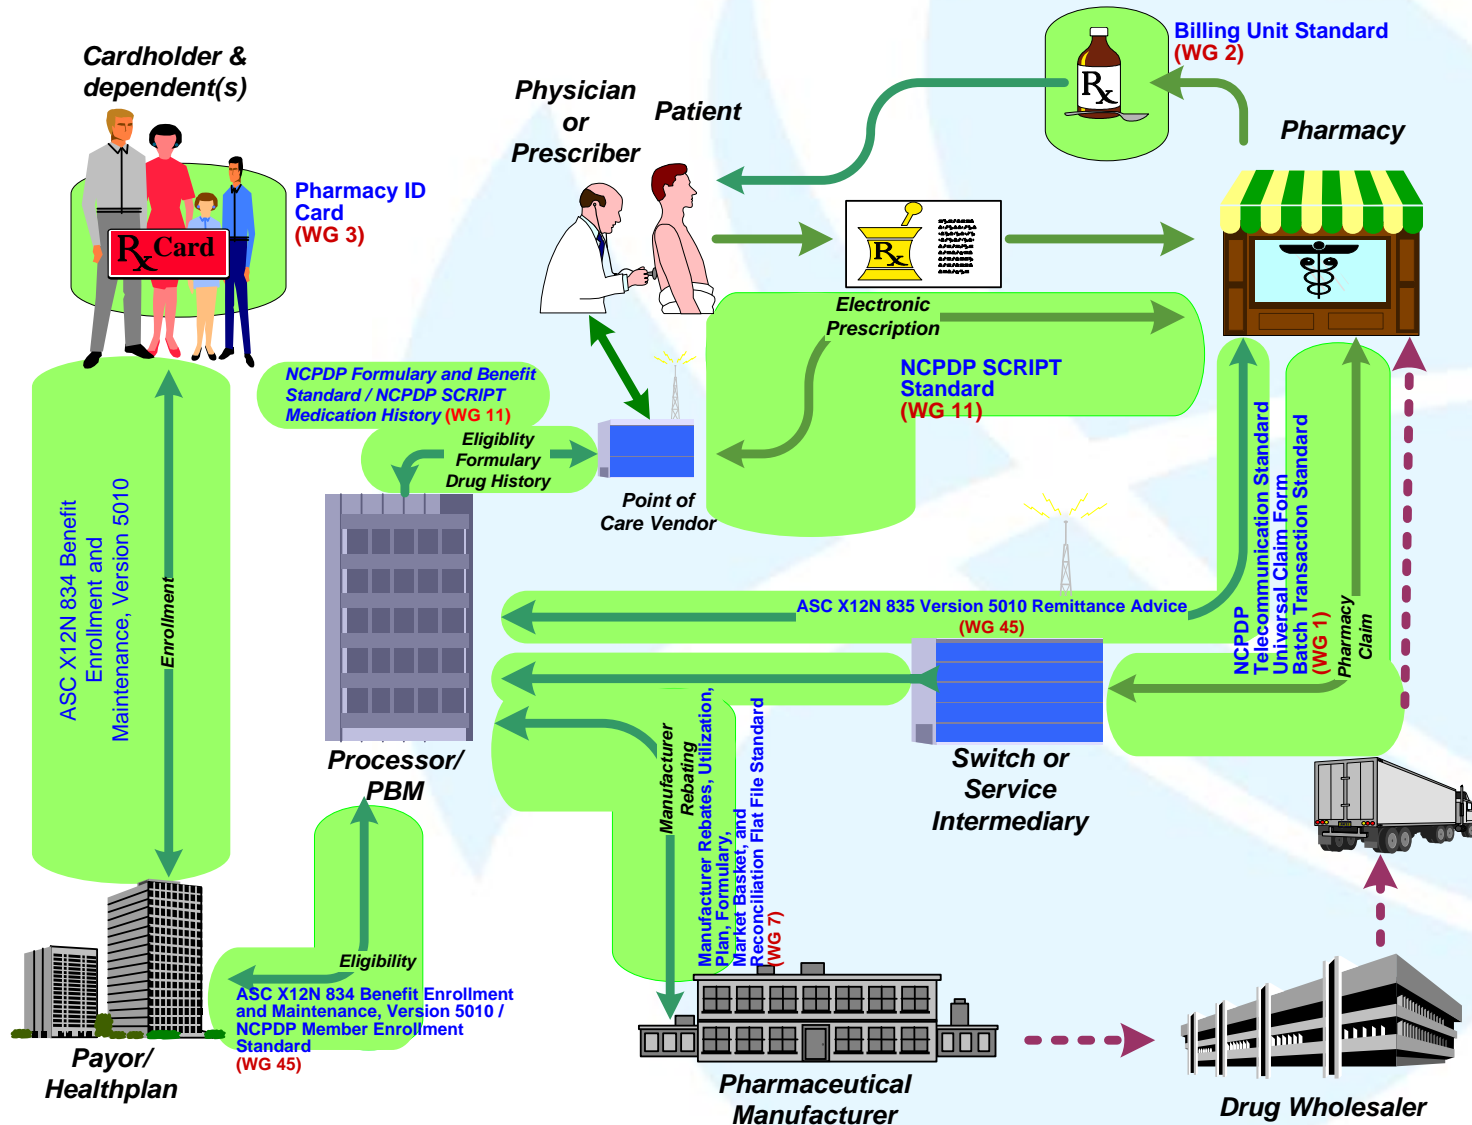 Cardholder &
dependent(s)
Rx Card
Pharmacy ID
Card
(WG 3)
Physician
or
Prescriber
Patient
Rx
Billing Unit Standard
(WG 2)
Pharmacy
Rx
Electronic
Prescription
NCPDP SCRIPT
Standard
(WG 11)
NCPDP Formulary and Benefit
Standard / NCPDP SCRIPT
Medication History (WG 11)
Eligiblity
Formulary
Drug History
Point of
Care Vendor
ASC X12N 834 Benefit
Enrollment and
Maintenance, Version 5010
Enrollment
ASC X12N 835 Version 5010 Remittance Advice
(WG 45)
NCPDP
Telecommunication Standard
Universal Claim Form
Batch Transaction Standard
(WG 1)
Pharmacy
Claim
Processor/
PBM
Manufacturer
Rebating
Manufacturer Rebates, Utilization,
Plan, Formulary,
Market Basket, and
Reconciliation Flat File Standard
(WG 7)
Switch or
Service
Intermediary
Eligibility
ASC X12N 834 Benefit Enrollment
and Maintenance, Version 5010 /
NCPDP Member Enrollment
Standard
(WG 45)
Payor/
Healthplan
Pharmaceutical
Manufacturer
Drug Wholesaler